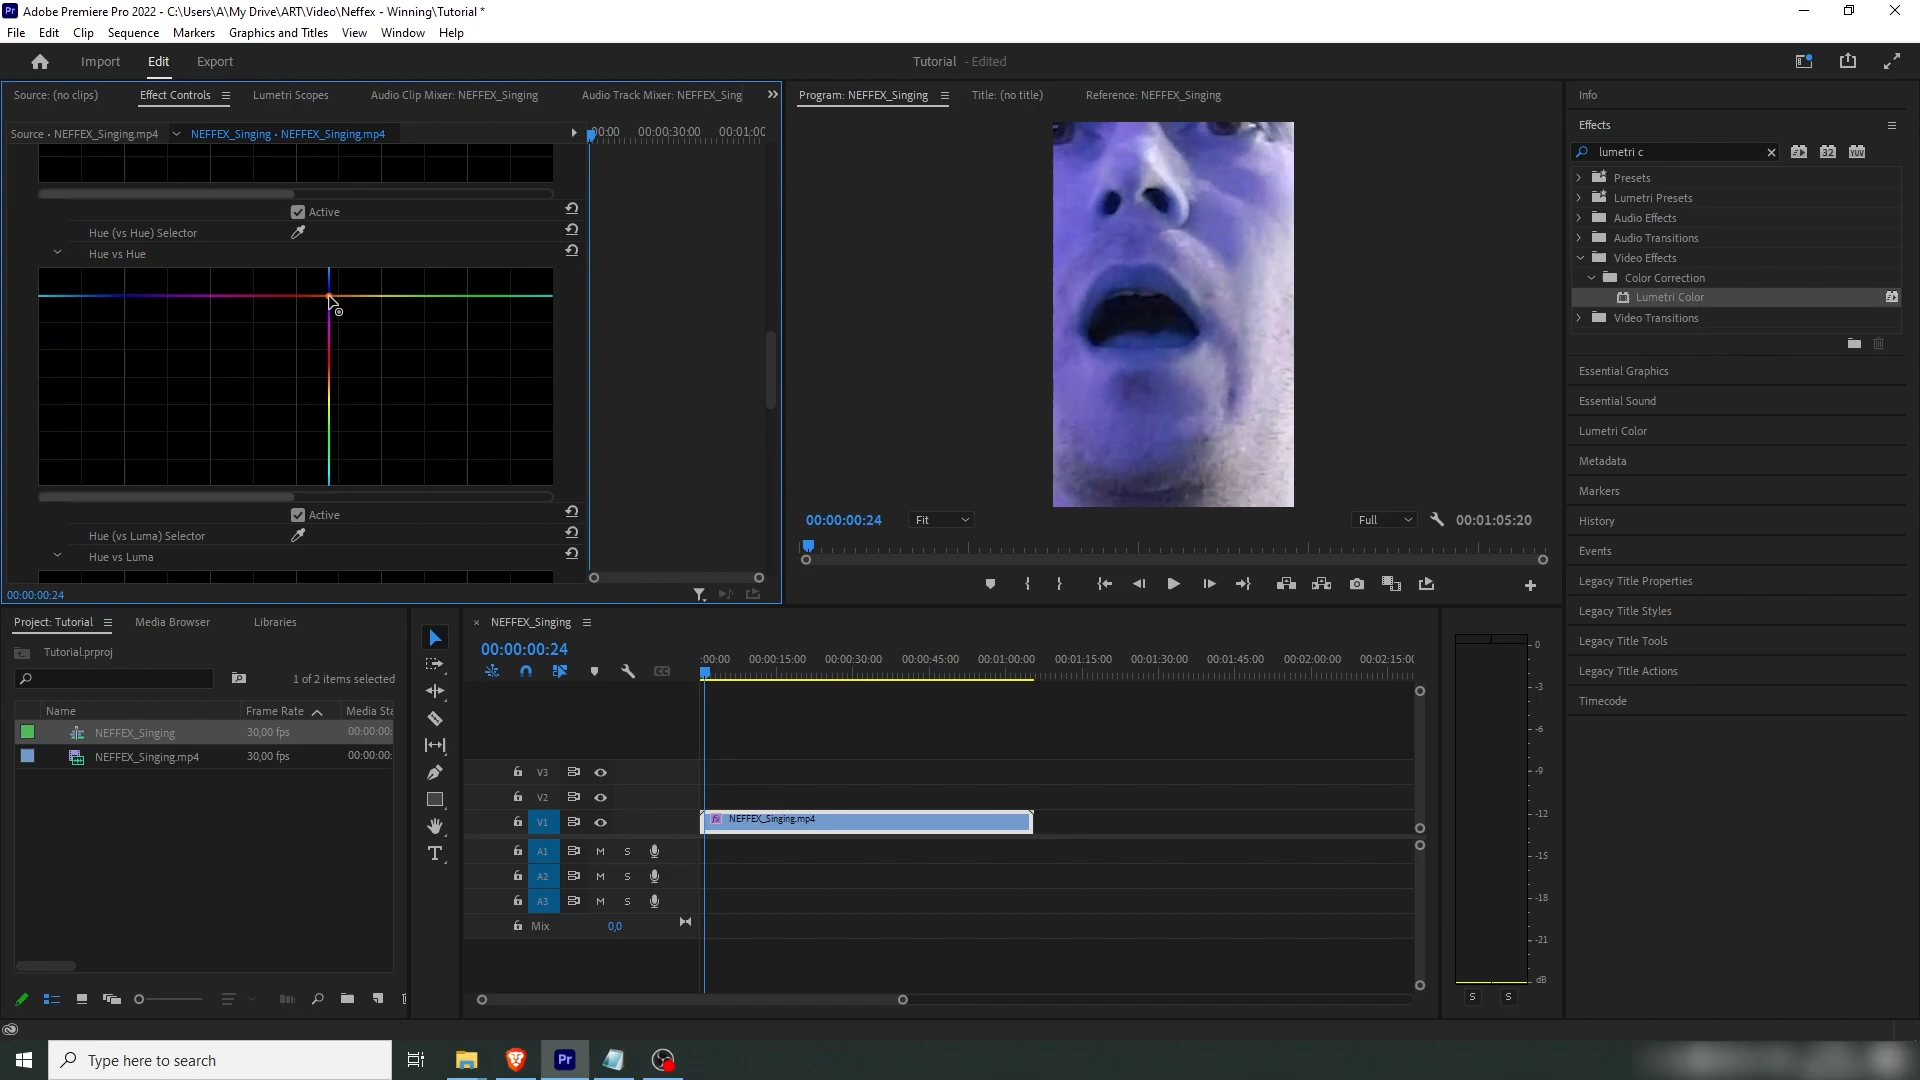 Pr Adobe Premiere Pro 2022 - C:\Users\A\My Drive\ART\Video\Neffex - Winning\Tutorial *
File Edit Clip Sequence Markers Graphics and Titles View Window Help
Import Edit Export Tutorial - Edited
Source: (no clips) Effect Controls Lumetri Scopes Audio Clip Mixer: NEFFEX_Singing Audio Track Mixer: NEFFEX_Sing
Source • NEFFEX_Singing.mp4 NEFFEX_Singing • NEFFEX_Singing.mp4 00:00 00:00:30:00 00:01:00
Active
Hue (vs Hue) Selector
Hue vs Hue
Active
Hue (vs Luma) Selector
Hue vs Luma
00:00:00:24
Program: NEFFEX_Singing Title: (no title) Reference: NEFFEX_Singing
00:00:00:24 Fit Full 00:01:05:20
Info
Effects
lumetri c 32 YUV
Presets
Lumetri Presets
Audio Effects
Audio Transitions
Video Effects
Color Correction
Lumetri Color
Video Transitions
Essential Graphics
Essential Sound
Lumetri Color
Metadata
Markers
History
Events
Legacy Title Properties
Legacy Title Styles
Legacy Title Tools
Legacy Title Actions
Timecode
Project: Tutorial Media Browser Libraries
Tutorial.prproj
1 of 2 items selected
Name Frame Rate Media Sta
NEFFEX_Singing 30,00 fps 00:00:00:
NEFFEX_Singing.mp4 30,00 fps 00:00:00:
T
× NEFFEX_Singing
00:00:00:24
CC
:00:00 00:00:15:00 00:00:30:00 00:00:45:00 00:01:00:00 00:01:15:00 00:01:30:00 00:01:45:00 00:02:00:00 00:02:15:00
V3
V2
V1 fx NEFFEX_Singing.mp4
A1 M S
A2 M S
A3 M S
Mix 0,0
0
-3
-6
-9
-12
-15
-18
-21
dB
S S
Type here to search Pr